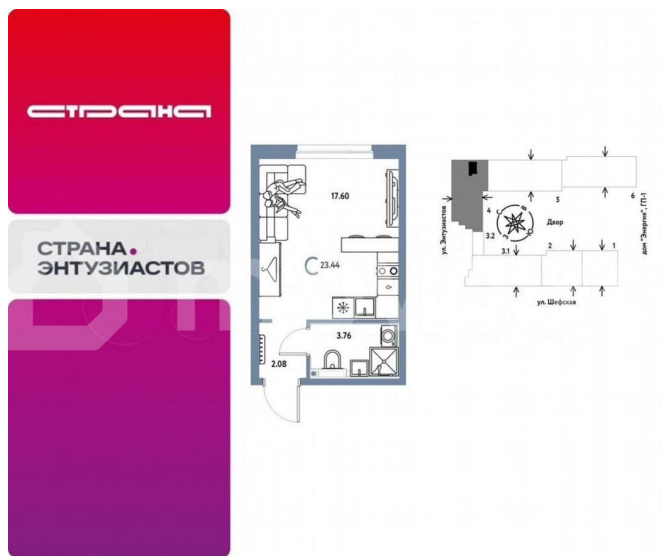 СТРАНА
СТРАНА.
ЭНТУЗИАСТОВ
17.60
С 23.44
3.76
2.08
ул. Энтузиастов
4
5
6
3.2
3.1
2
1
С
В
Ю
З
Двор
ул. Шефская
дом "Энергия", ГП-1